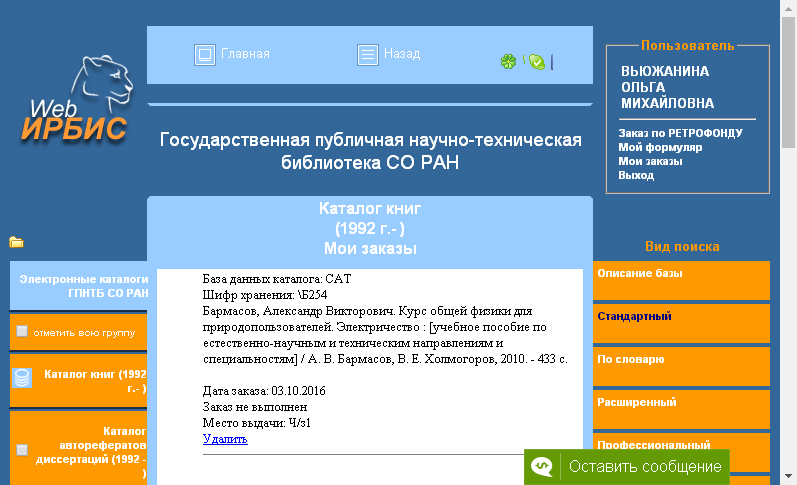 Главная
Назад
Web
ИРБИС
Государственная публичная научно-техническая
библиотека СО РАН
Пользователь
ВЬЮЖАНИНА
ОЛЬГА
МИХАЙЛОВНА
Заказ по РЕТРОФОНДУ
Мой формуляр
Мои заказы
Выход
Электронные каталоги
ГПНТБ СО РАН
отметить всю группу
Каталог книг (1992
г.- )
Каталог
авторефератов
диссертаций (1992 -
)
Каталог книг
(1992 г.- )
Мои заказы
База данных каталога: CAT
Шифр хранения: \Б254
Бармасов, Александр Викторович. Курс общей физики для
природопользователей. Электричество : [учебное пособие по
естественно-научным и техническим направлениям и
специальностям] / А. В. Бармасов, В. Е. Холмогоров, 2010. - 433 с.
Дата заказа: 03.10.2016
Заказ не выполнен
Место выдачи: Ч/з1
Удалить
Вид поиска
Описание базы
Стандартный
По словарю
Расширенный
Профессиональный
Оставить сообщение